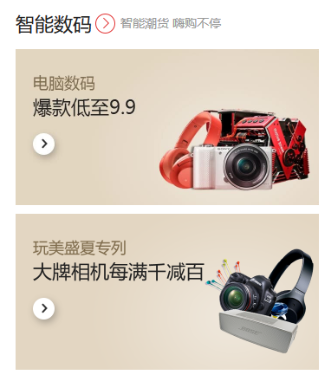 智能数码 智能潮货 嗨购不停
电脑数码
爆款低至9.9
玩美盛夏专列
大牌相机每满千减百